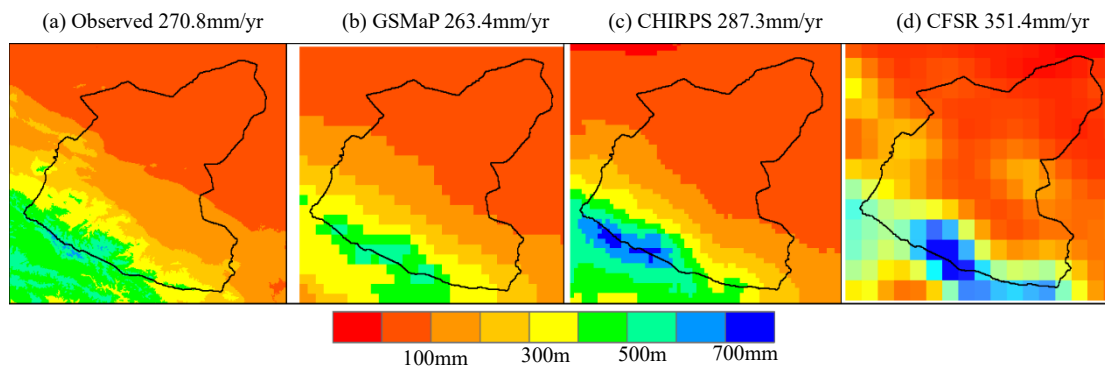 (a) Observed 270.8mm/yr (b) GSMaP 263.4mm/yr (c) CHIRPS 287.3mm/yr (d) CFSR 351.4mm/yr
100mm 300m 500m 700mm